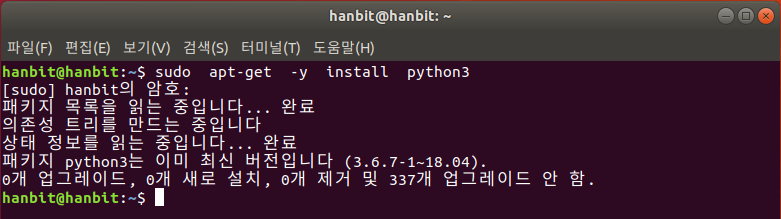 hanbit@hanbit: ~
파일(F) 편집(E) 보기(V) 검색(S) 터미널(T) 도움말(H)
hanbit@hanbit:~$ sudo  apt-get  -y  install  python3
[sudo] hanbit의 암호:
패키지 목록을 읽는 중입니다... 완료
의존성 트리를 만드는 중입니다
상태 정보를 읽는 중입니다... 완료
패키지 python3는 이미 최신 버전입니다 (3.6.7-1~18.04).
0개 업그레이드, 0개 새로 설치, 0개 제거 및 337개 업그레이드 안 함.
hanbit@hanbit:~$